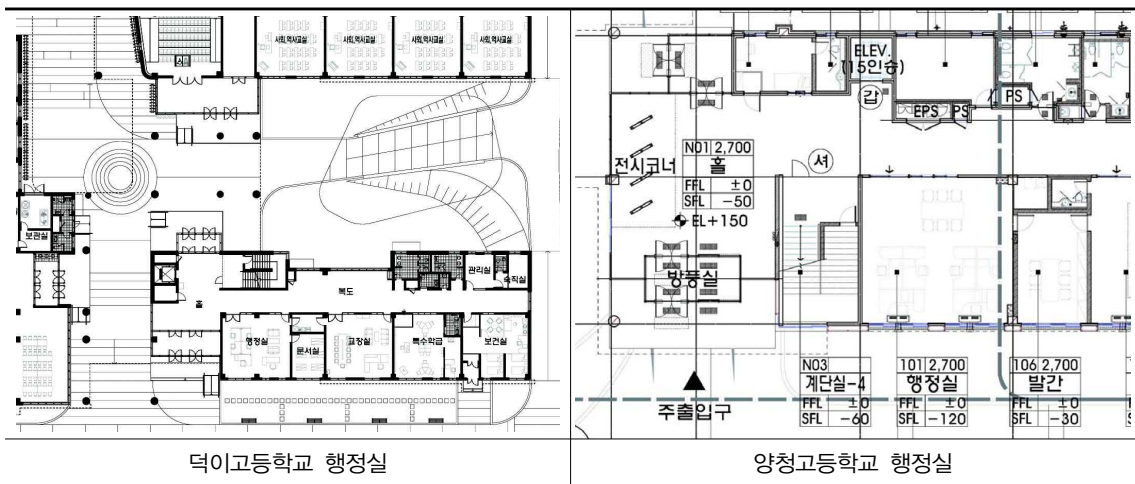 사회,역사교실 사회,역사교실 사회,역사교실 사회,역사교실
보관실
홀
복도
관리실
숙직실
행정실
문서실
교장실
특수학급
보건실
ELEV.
(15인승)
갑
EPS
PS
PS
전시코너
N01 2,700
홀
FFL ±0
SFL -50
EL+150
셔
방풍실
주출입구
N03
계단실-4
FFL ±0
SFL -60
101 2,700
행정실
FFL ±0
SFL -120
106 2,700
발간
FFL ±0
SFL -30
덕이고등학교 행정실
양청고등학교 행정실